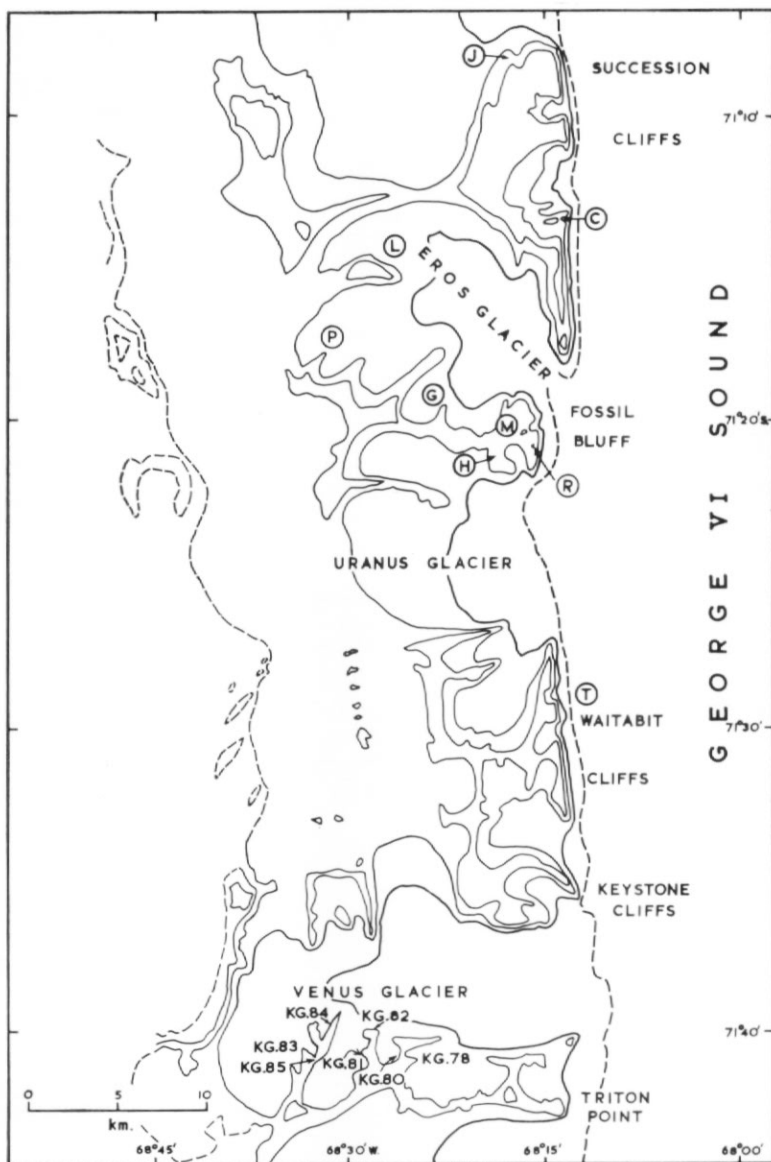 J
SUCCESSION
71°10'
CLIFFS
C
L
EROS GLACIER
P
G
FOSSIL
71°20's.
M
BLUFF
H
R
GEORGE VI SOUND
URANUS GLACIER
T
WAITABIT
71°30'
CLIFFS
KEYSTONE
CLIFFS
VENUS GLACIER
KG.84
KG.82
KG.83
71°40'
KG.85
KG.81
KG.78
KG.80
0 5 10
km.
TRITON
POINT
68°45' 68°30'W. 68°15' 68°00'